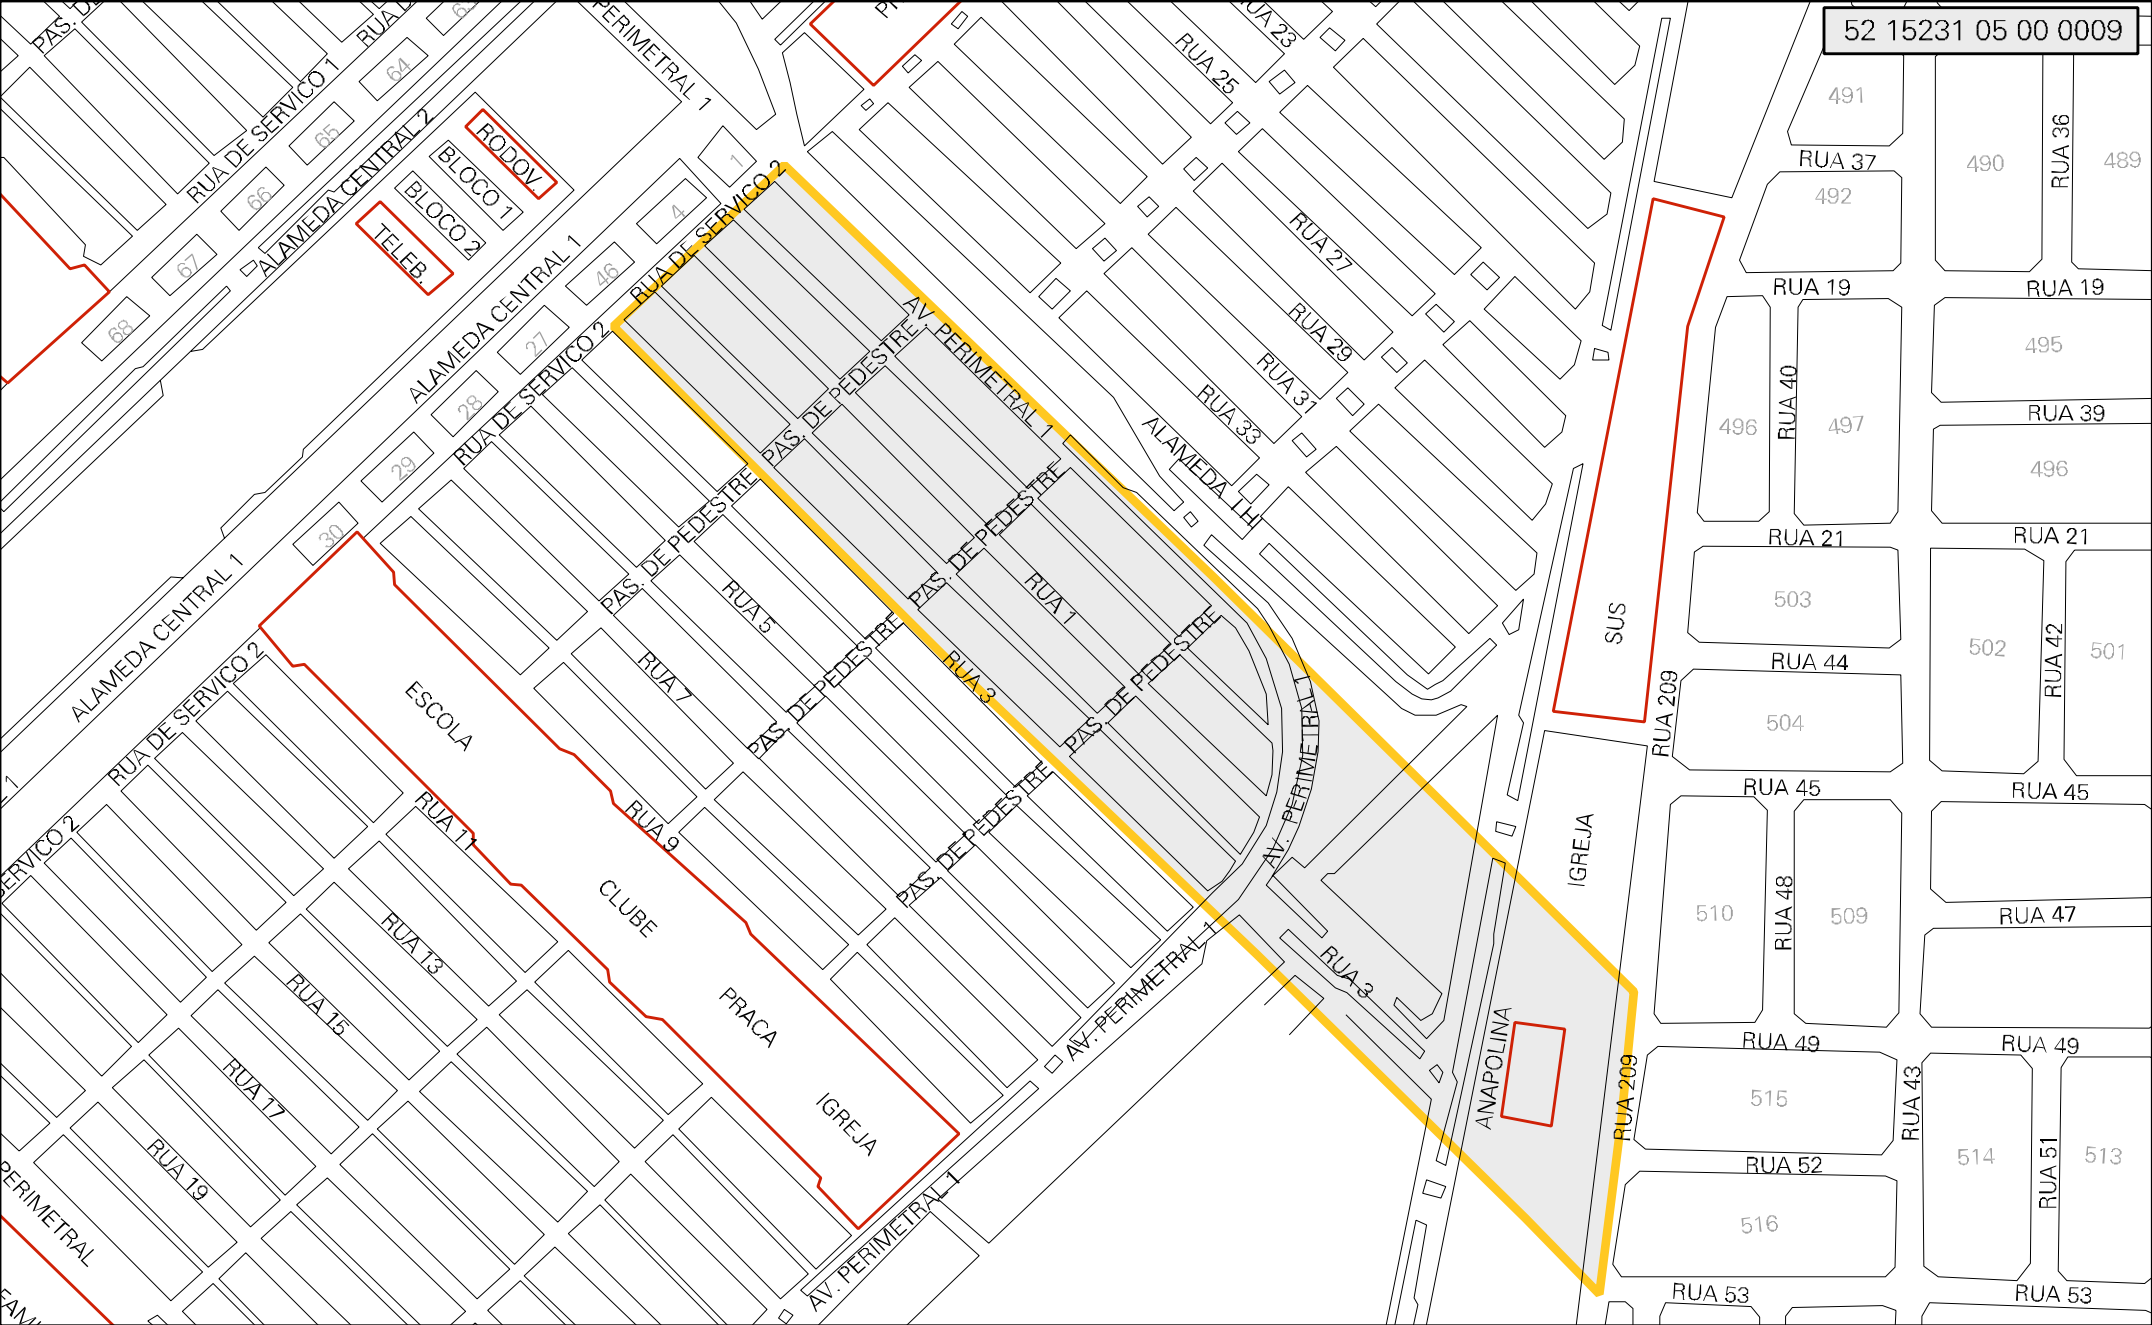 52 15231 05 00 0009
PAS. DE
RUA D
RUA DE SERVICO 1
64
65
66
67
68
ALAMEDA CENTRAL 2
RODOV.
BLOCO 1
BLOCO 2
TELEB.
PERIMETRAL 1
1
4
46
27
28
29
30
RUA DE SERVICO 2
RUA DE SERVICO 2
ALAMEDA CENTRAL 1
ALAMEDA CENTRAL 1
RUA DE SERVICO 2
SERVICO 2
RUA 23
RUA 25
RUA 27
RUA 29
RUA 31
RUA 33
ALAMEDA LH
AV. PERIMETRAL 1
PAS. DE PEDESTRE
PAS. DE PEDESTRE
PAS. DE PEDESTRE
PAS. DE PEDESTRE
PAS. DE PEDESTRE
PAS. DE PEDESTRE
RUA 1
RUA 3
RUA 5
RUA 7
RUA 9
RUA 11
RUA 13
RUA 15
RUA 17
RUA 19
ESCOLA
CLUBE
PRACA
IGREJA
AV. PERIMETRAL 1
AV. PERIMETRAL 1
AV. PERIMETRAL 1
RUA 3
PERIMETRAL
ANAPOLINA
SUS
IGREJA
RUA 209
RUA 209
491
RUA 37
490
RUA 36
489
492
RUA 19
RUA 19
495
496
RUA 40
497
RUA 39
496
RUA 21
RUA 21
503
502
RUA 42
501
RUA 44
504
RUA 45
RUA 45
510
RUA 48
509
RUA 47
RUA 49
RUA 49
515
RUA 43
514
RUA 51
513
RUA 52
516
RUA 53
RUA 53